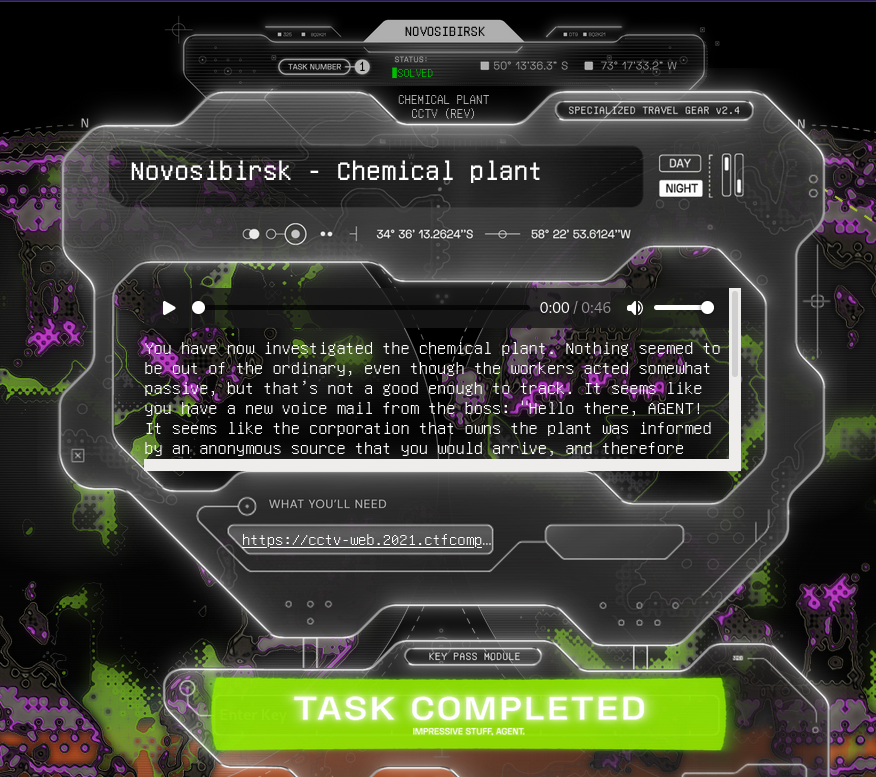 NOVOSIBIRSK
TASK NUMBER 1
STATUS:
SOLVED
50° 13'36.3" S 73° 17'33.2" W
CHEMICAL PLANT
CCTV (REV)
SPECIALIZED TRAVEL GEAR v2.4
N
N
Novosibirsk - Chemical plant
DAY
NIGHT
34° 36' 13.2624''S 58° 22' 53.6124''W
0:00 / 0:46
You have now investigated the chemical plant. Nothing seemed to
be out of the ordinary, even though the workers acted somewhat
passive, but that's not a good enough to track. It seems like
you have a new voice mail from the boss: "Hello there, AGENT!
It seems like the corporation that owns the plant was informed
by an anonymous source that you would arrive, and therefore
WHAT YOU'LL NEED
https://cctv-web.2021.ctfcomp…
KEY PASS MODULE
Enter Key
TASK COMPLETED
IMPRESSIVE STUFF, AGENT.